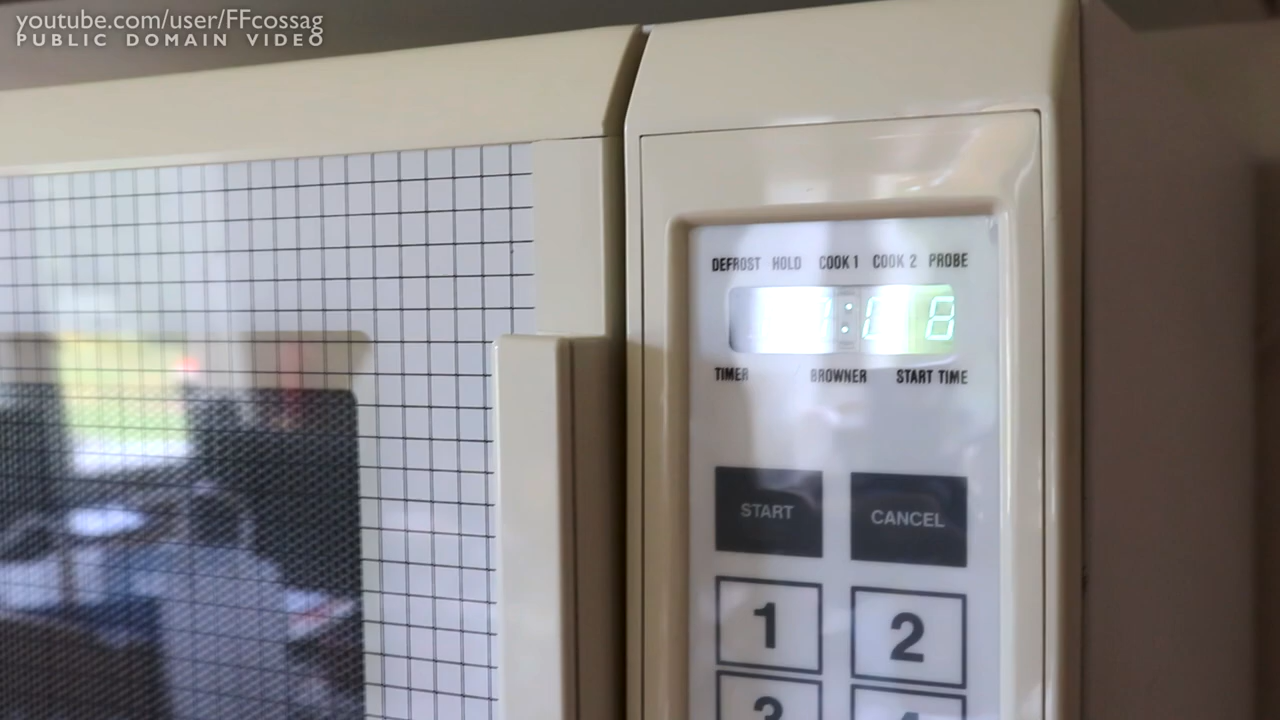 youtube.com/user/FFcossag
PUBLIC DOMAIN VIDEO
DEFROST HOLD COOK 1 COOK 2 PROBE
TIMER BROWNER START TIME
START CANCEL
1 2
3